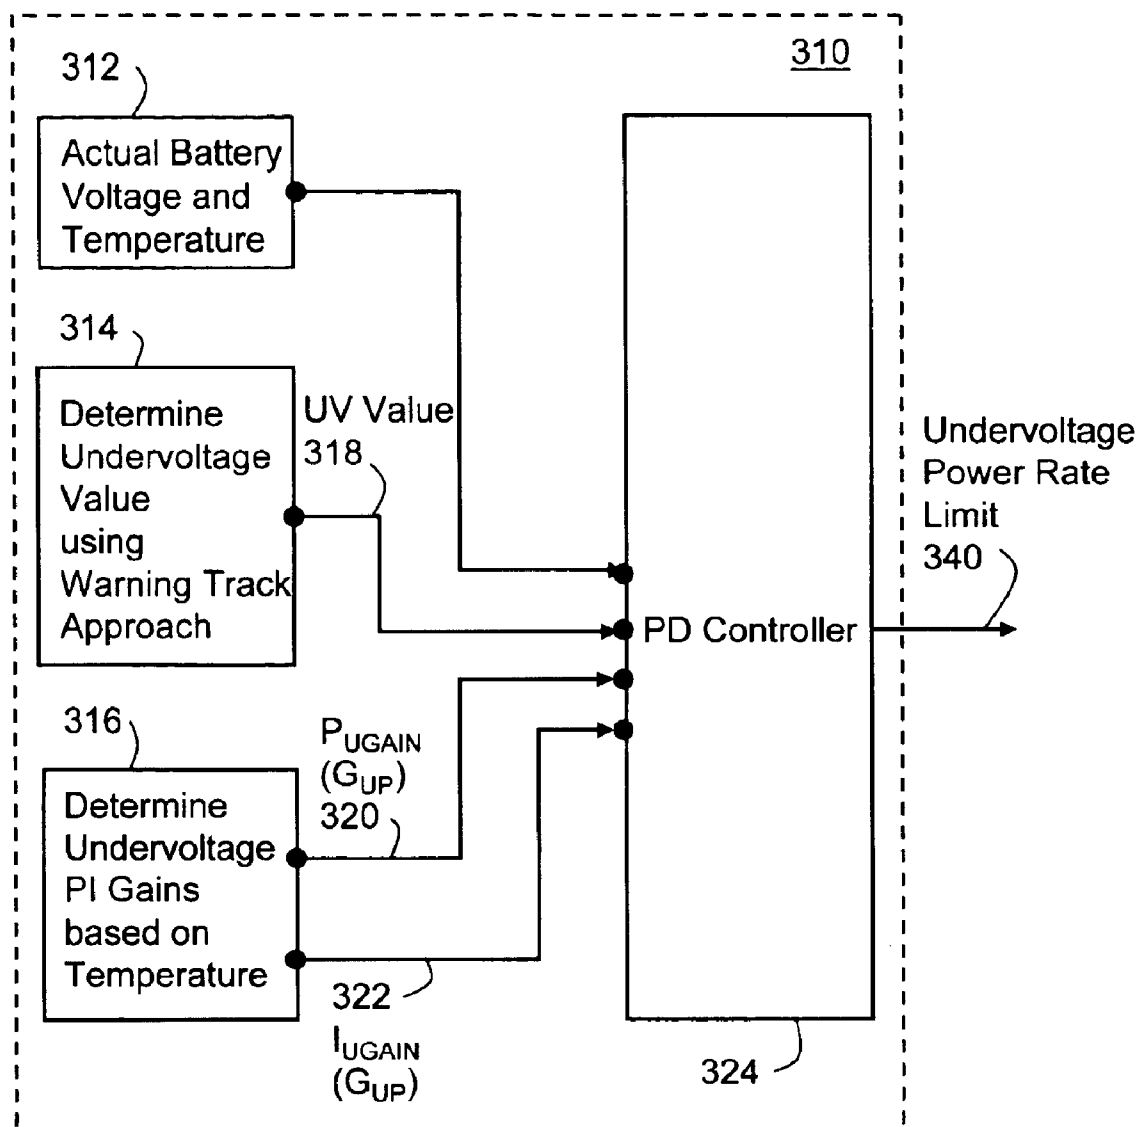 310
312
Actual Battery
Voltage and
Temperature
314
Determine
Undervoltage
Value
using
Warning Track
Approach
UV Value
318
316
Determine
Undervoltage
PI Gains
based on
Temperature
PUGAIN
(GUP)
320
322
IUGAIN
(GUP)
PD Controller
324
Undervoltage
Power Rate
Limit
340